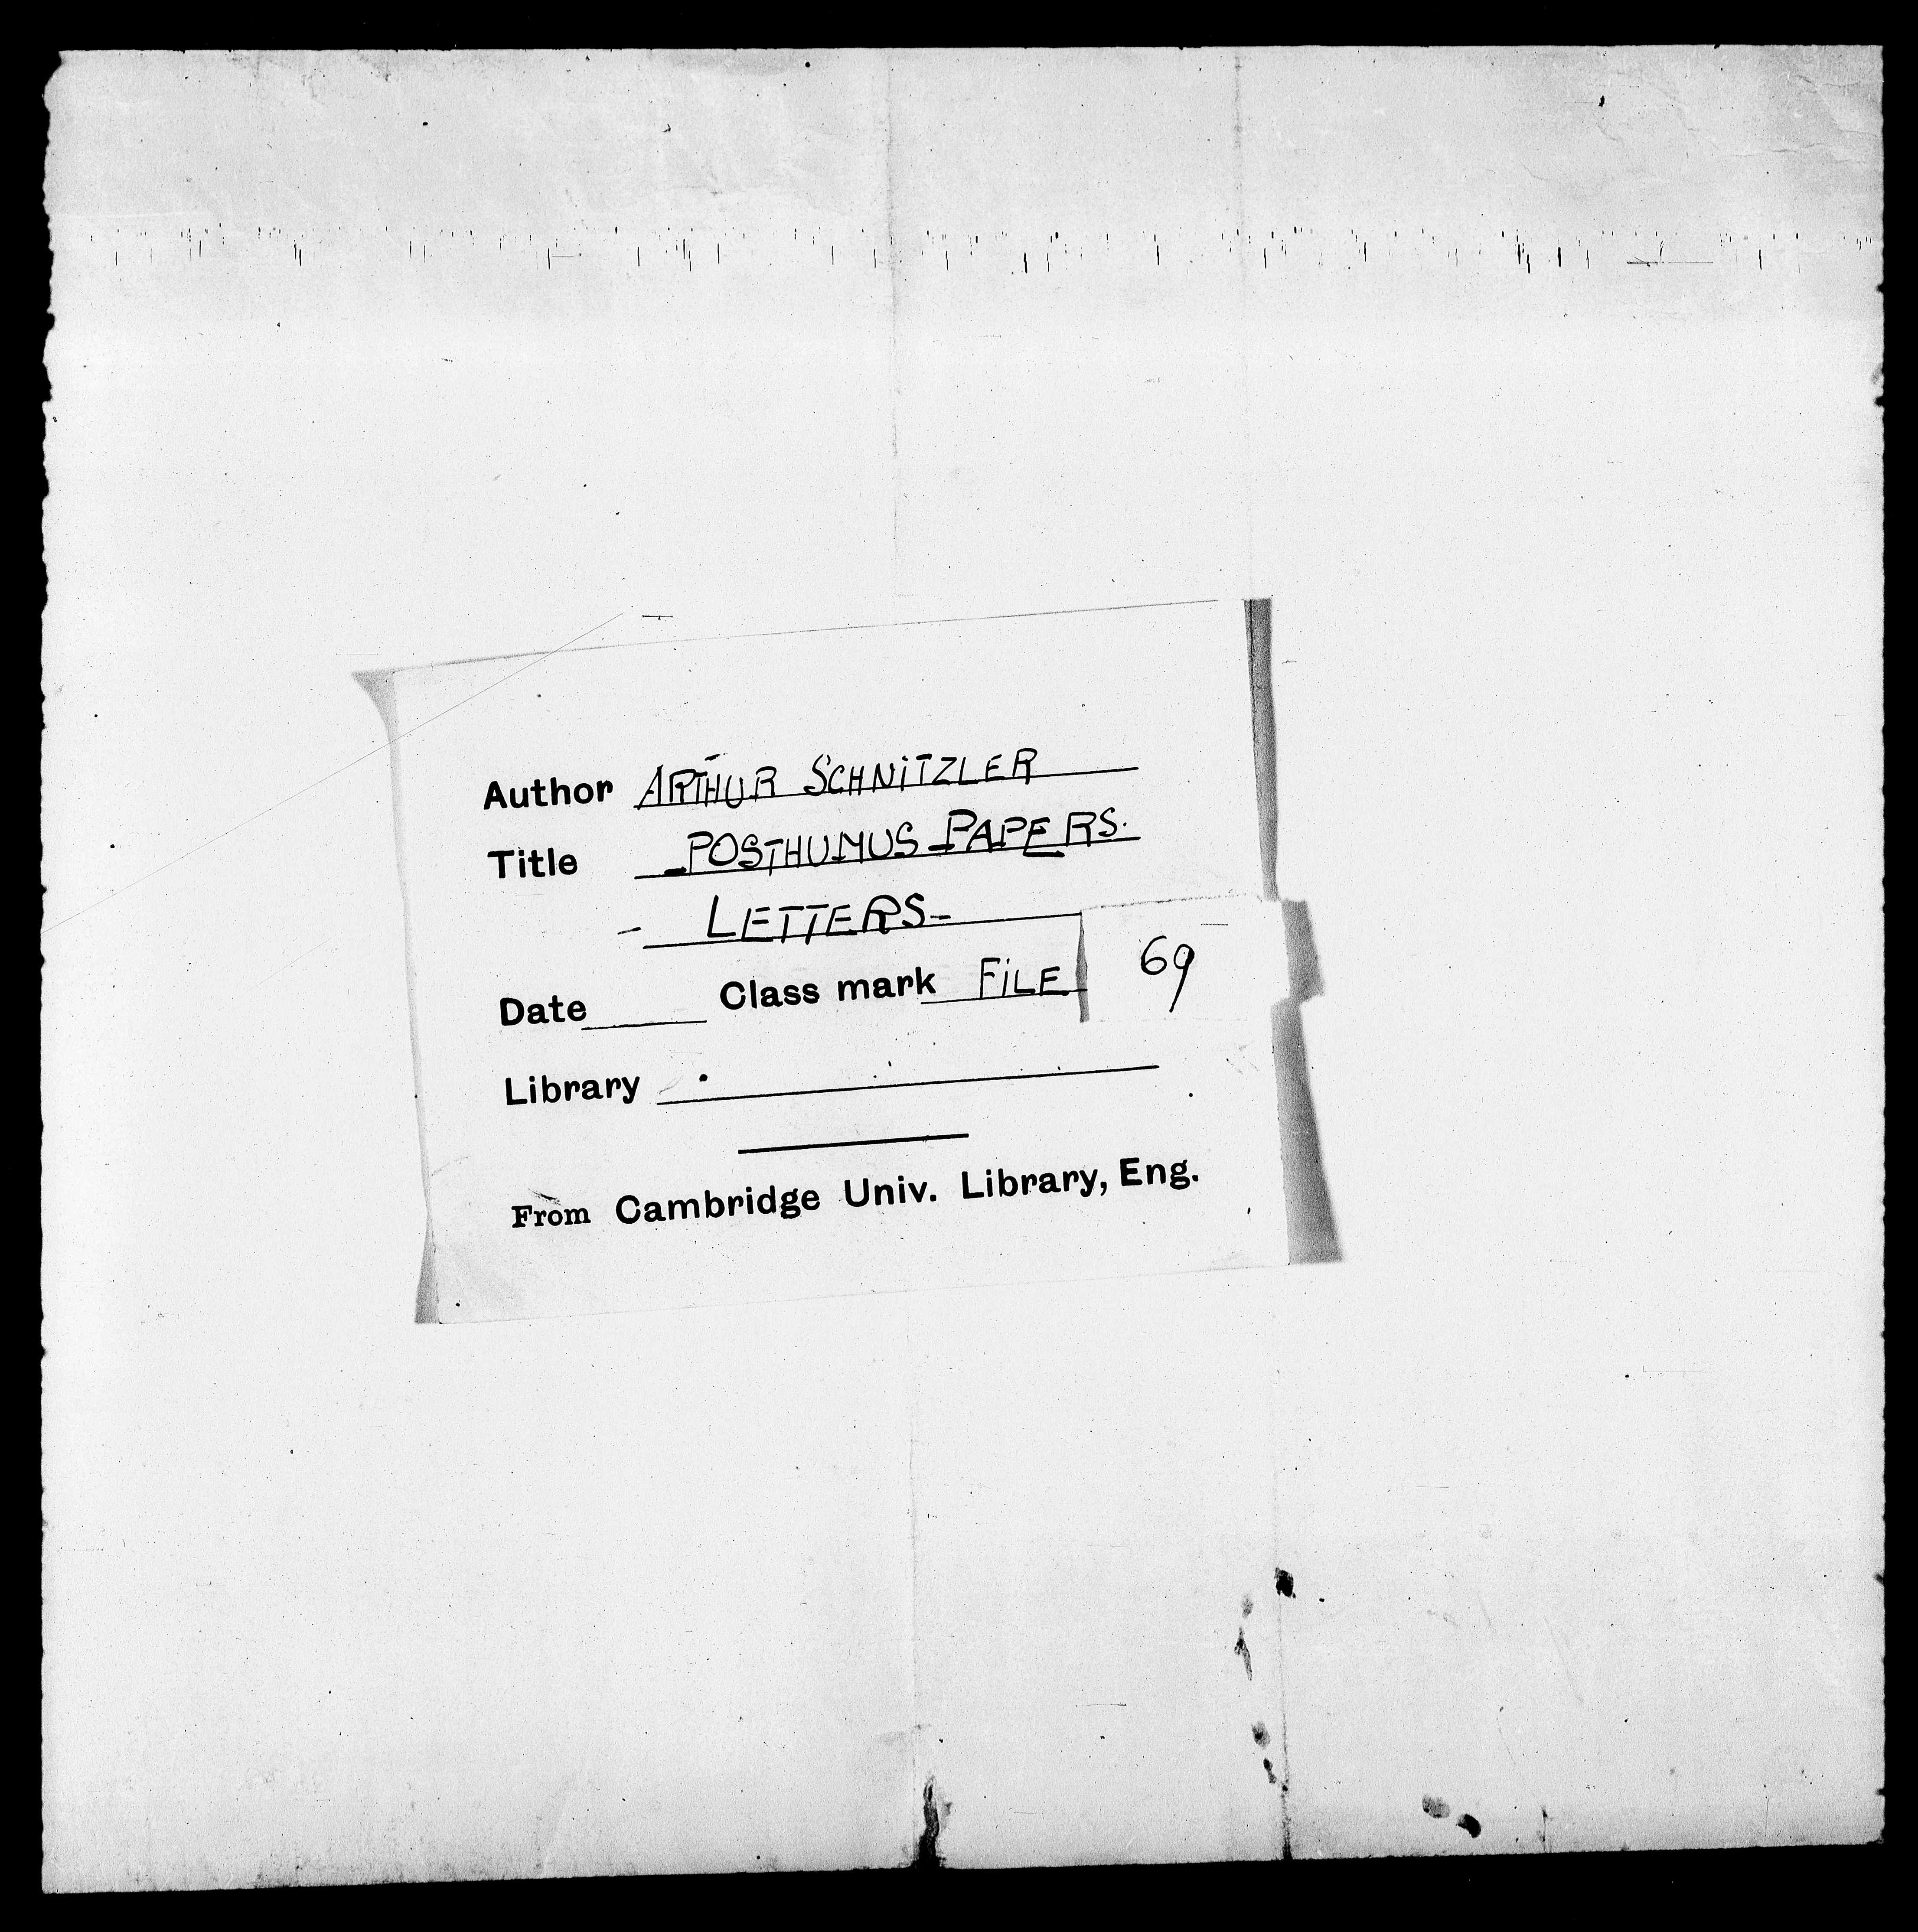 Author ARTHUR SCHNITZLER
Title POSTHUMUS PAPERS.
- LETTERS-
Date Class mark FILE 69
Library
From Cambridge Univ. Library, Eng.